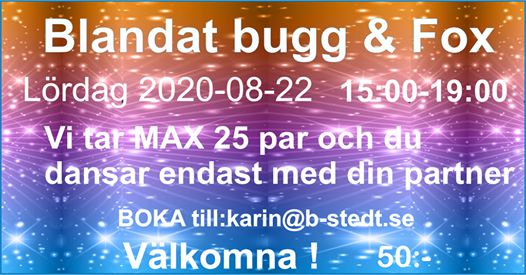 Blandat bugg & Fox
Lördag 2020-08-22 15:00-19:00
Vi tar MAX 25 par och du
dansar endast med din partner
BOKA till:karin@b-stedt.se
Välkomna ! 50:-